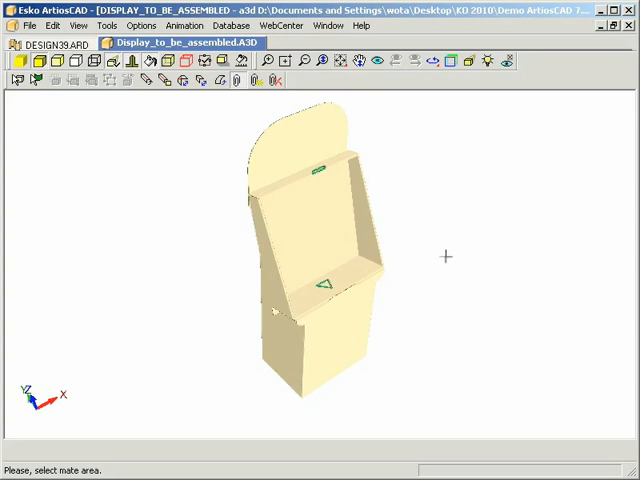 Esko ArtiosCAD - [DISPLAY_TO_BE_ASSEMBLED - a3d D:\Documents and Settings\wota\Desktop\KO 2010\Demo ArtiosCAD 7...
File Edit View Tools Options Animation Database WebCenter Window Help
DESIGN39.ARD Display_to_be_assembled.A3D
YZ X
Please, select mate area.